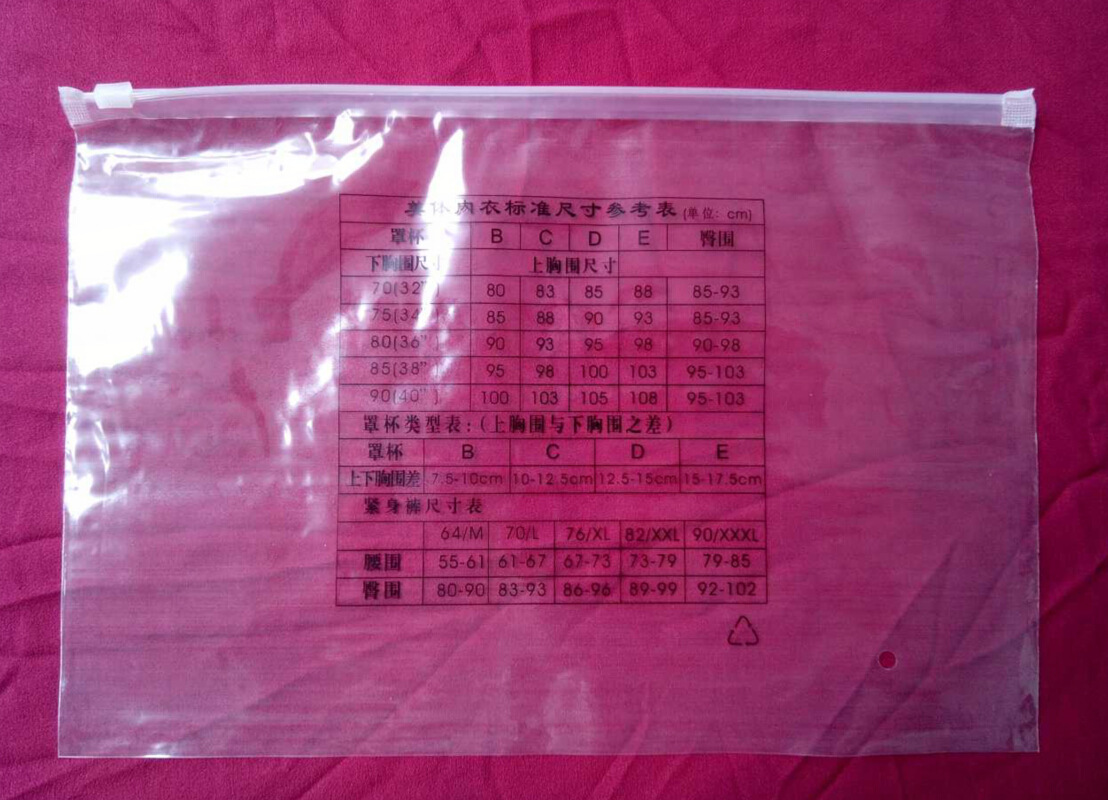 美体内衣标准尺寸参考表 (单位: cm)
罩杯 B C D E 臀围
下胸围尺寸 上胸围尺寸
70(32") 80 83 85 88 85-93
75(34") 85 88 90 93 85-93
80(36") 90 93 95 98 90-98
85(38") 95 98 100 103 95-103
90(40") 100 103 105 108 95-103
罩杯类型表:(上胸围与下胸围之差)
罩杯 B C D E
上下胸围差 7.5-10cm 10-12.5cm 12.5-15cm 15-17.5cm
紧身裤尺寸表
64/M 70/L 76/XL 82/XXL 90/XXXL
腰围 55-61 61-67 67-73 73-79 79-85
臀围 80-90 83-93 86-96 89-99 92-102